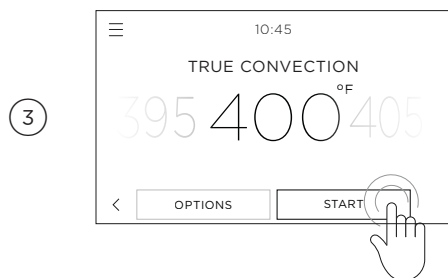 10:45
TRUE CONVECTION
3
395 400°F 405
< OPTIONS START